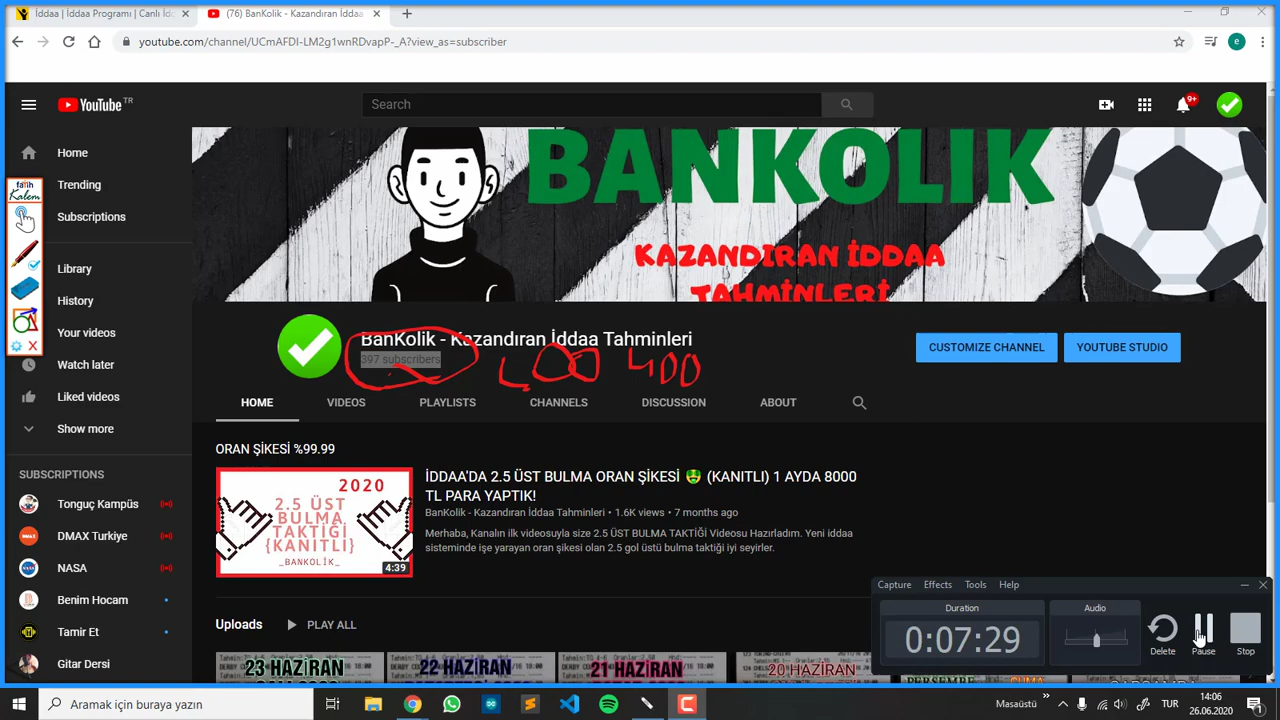 İddaa | İddaa Programı | Canlı İd
(76) BanKolik - Kazandıran İddaa
youtube.com/channel/UCmAFDI-LM2g1wnRDvapP-_A?view_as=subscriber
e
YouTube TR
Search
9+
Home
Trending
Subscriptions
Library
History
Your videos
Watch later
Liked videos
Show more
SUBSCRIPTIONS
Tonguç Kampüs
DMAX Turkiye
NASA
Benim Hocam
Tamir Et
Gitar Dersi
fatih
Kalem
BANKOLIK
KAZANDIRAN İDDAA
TAHMİNLERİ
BanKolik - Kazandıran İddaa Tahminleri
397 subscribers
400 400
CUSTOMIZE CHANNEL
YOUTUBE STUDIO
HOME VIDEOS PLAYLISTS CHANNELS DISCUSSION ABOUT
ORAN ŞİKESİ %99.99
2020
2.5 ÜST
BULMA
TAKTİĞİ
{KANITLI}
_BANKOLİK_
4:39
İDDAA'DA 2.5 ÜST BULMA ORAN ŞİKESİ 🤑 (KANITLI) 1 AYDA 8000
TL PARA YAPTIK!
BanKolik - Kazandıran İddaa Tahminleri • 1.6K views • 7 months ago
Merhaba, Kanalın ilk videosuyla size 2.5 ÜST BULMA TAKTİĞİ Videosu Hazırladım. Yeni iddaa
sisteminde işe yarayan oran şikesi olan 2.5 gol üstü bulma taktiği iyi seyirler.
Uploads PLAY ALL
23 HAZİRAN
22 HAZİRAN
21 HAZİRAN
20 HAZİRAN
PERŞEMBE
CUMA
Capture Effects Tools Help
Duration
0:07:29
Audio
Delete
Pause
Stop
Aramak için buraya yazın
Masaüstü
TUR
14:06
26.06.2020